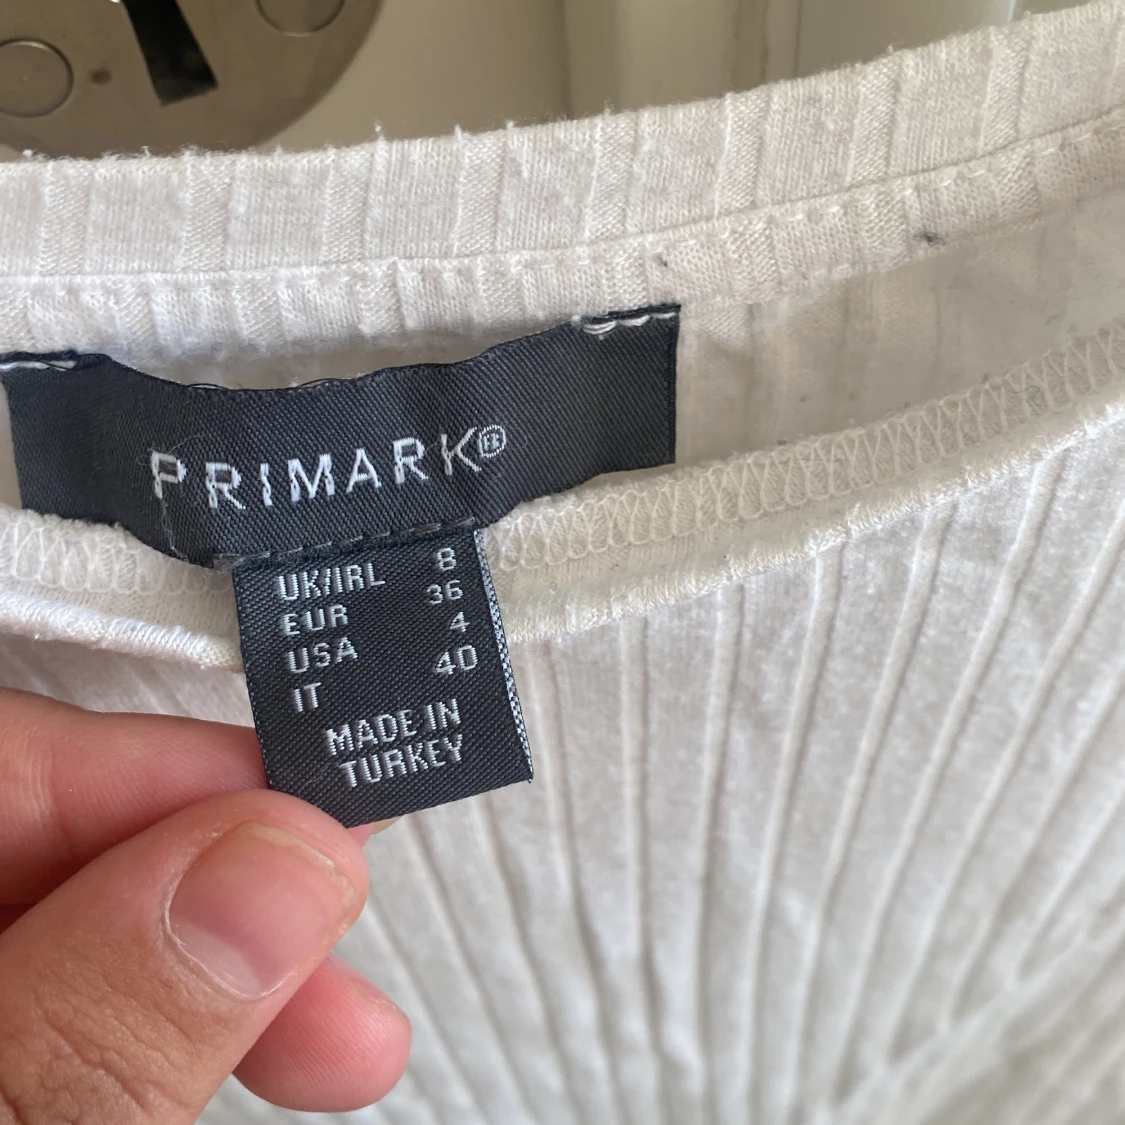 PRIMARK®
UK/IRL 8
EUR 36
USA 4
IT 40
MADE IN
TURKEY